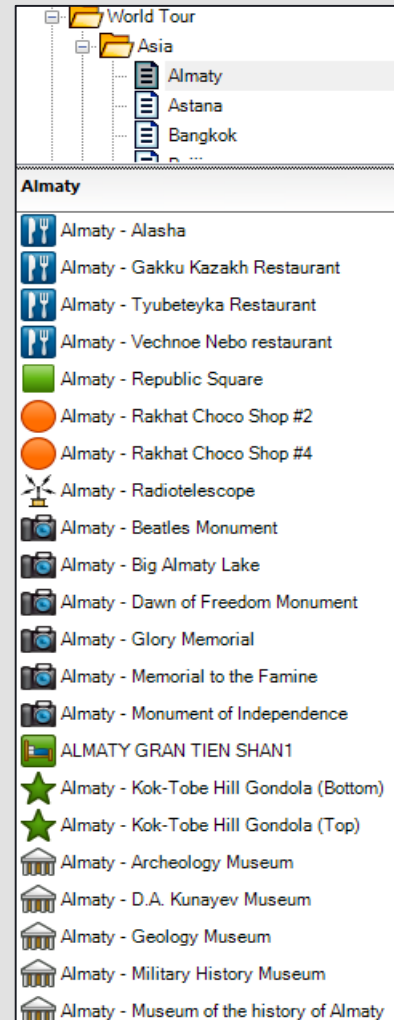 World Tour
Asia
Almaty
Astana
Bangkok
Almaty
Almaty - Alasha
Almaty - Gakku Kazakh Restaurant
Almaty - Tyubeteyka Restaurant
Almaty - Vechnoe Nebo restaurant
Almaty - Republic Square
Almaty - Rakhat Choco Shop #2
Almaty - Rakhat Choco Shop #4
Almaty - Radiotelescope
Almaty - Beatles Monument
Almaty - Big Almaty Lake
Almaty - Dawn of Freedom Monument
Almaty - Glory Memorial
Almaty - Memorial to the Famine
Almaty - Monument of Independence
ALMATY GRAN TIEN SHAN1
Almaty - Kok-Tobe Hill Gondola (Bottom)
Almaty - Kok-Tobe Hill Gondola (Top)
Almaty - Archeology Museum
Almaty - D.A. Kunayev Museum
Almaty - Geology Museum
Almaty - Military History Museum
Almaty - Museum of the history of Almaty